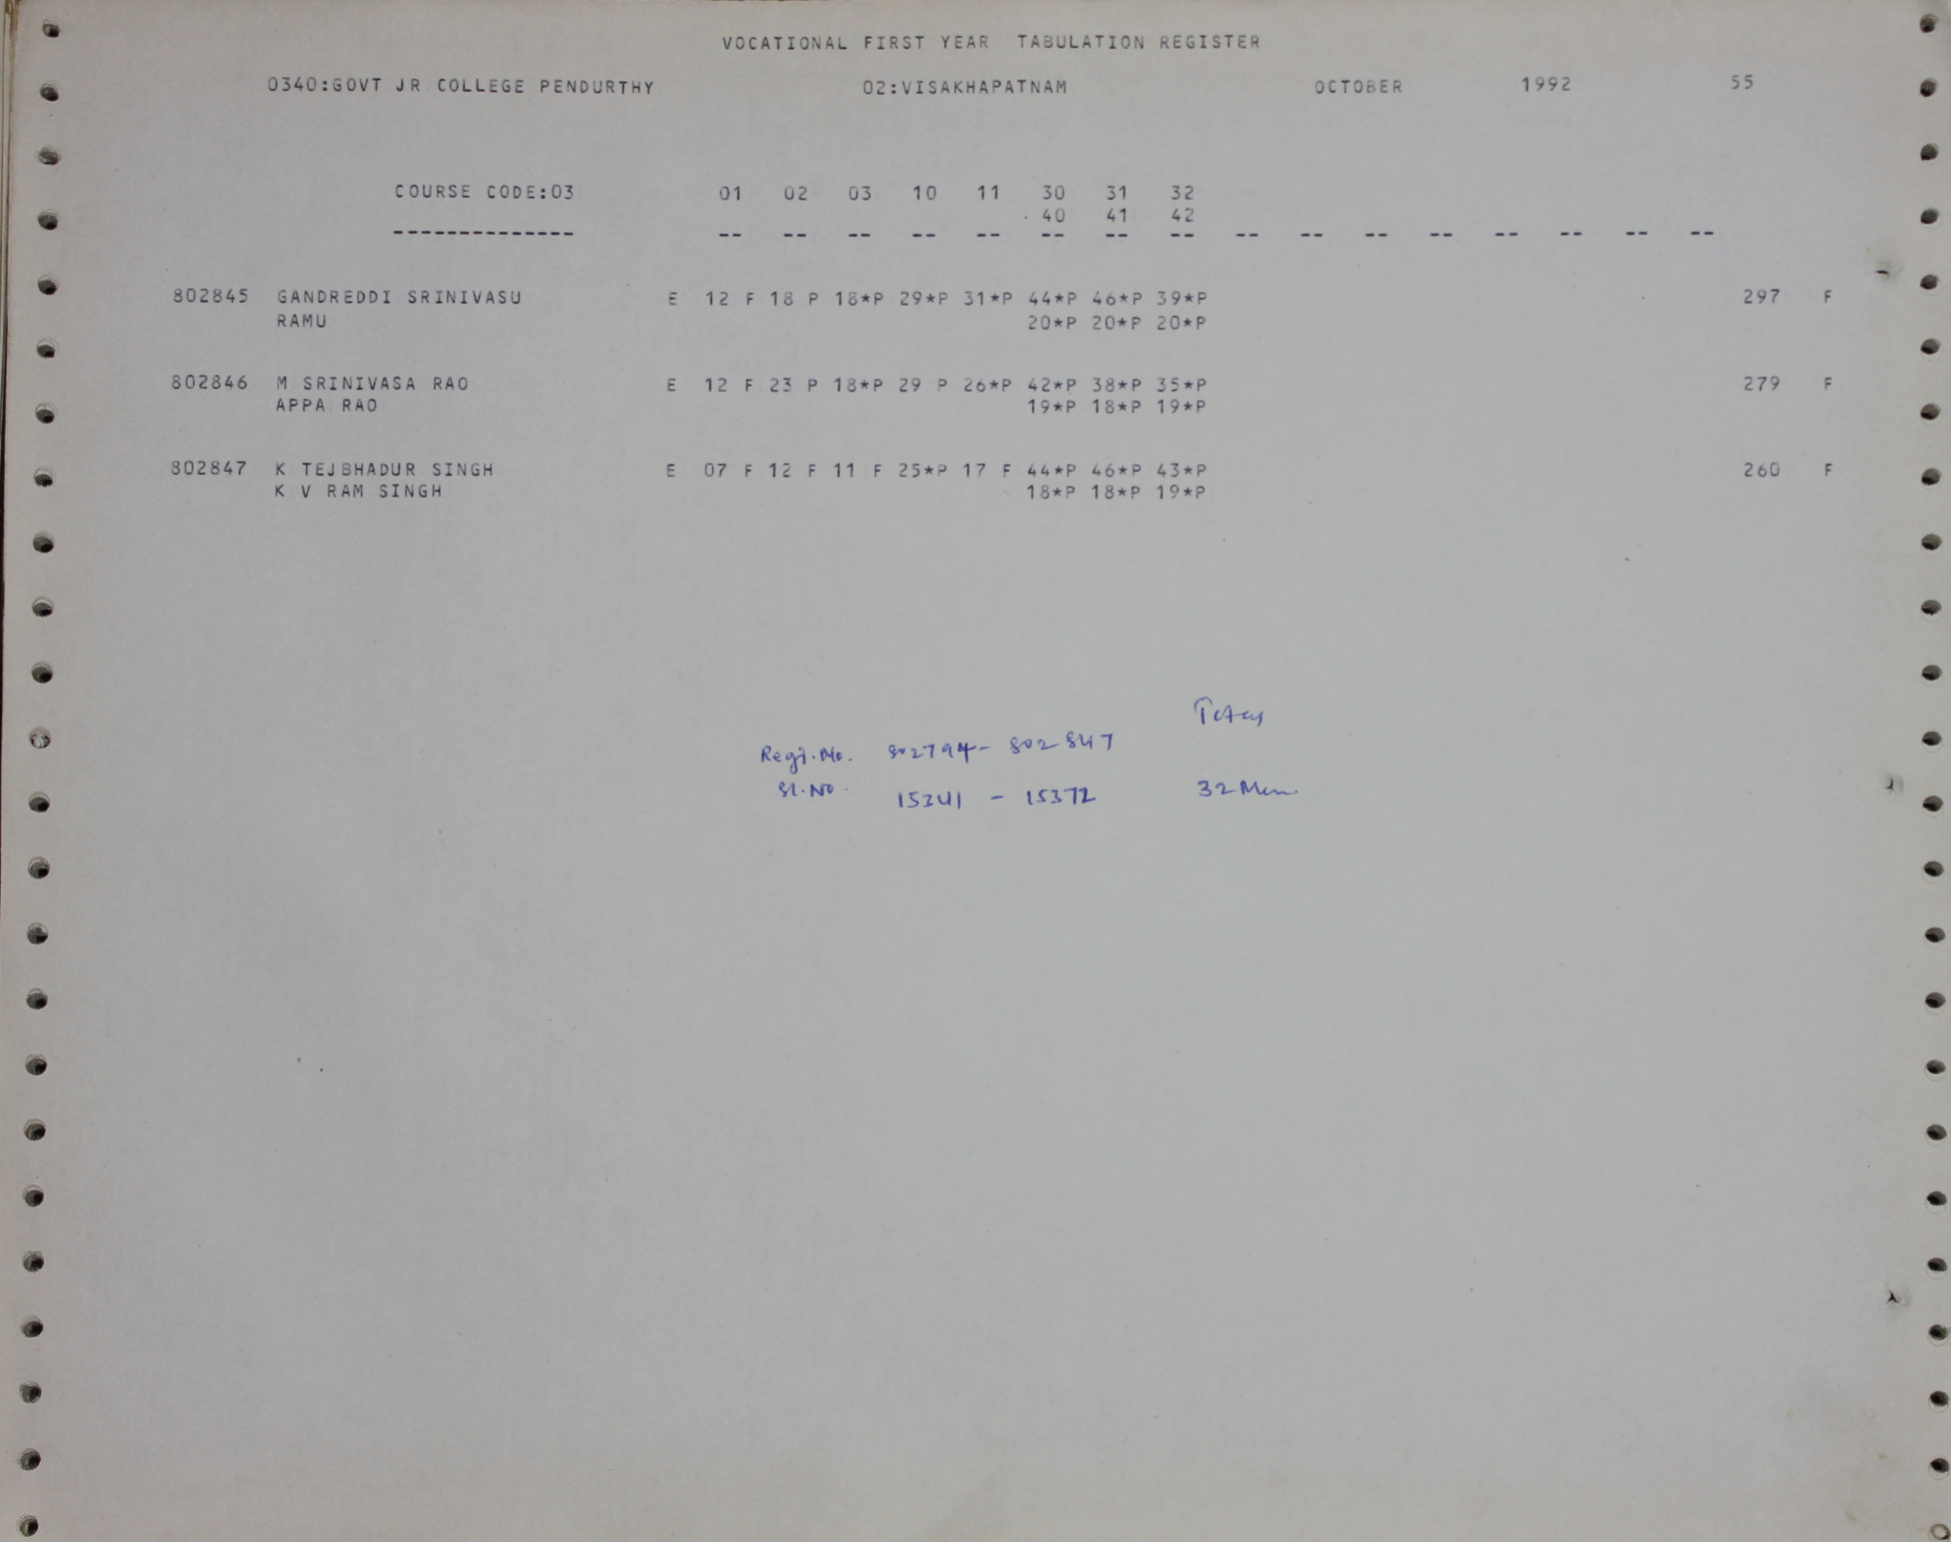 VOCATIONAL FIRST YEAR TABULATION REGISTER
0340:GOVT JR COLLEGE PENDURTHY 02:VISAKHAPATNAM OCTOBER 1992 55
COURSE CODE:03 01 02 03 10 11 30 31 32
40 41 42
-------------- -- -- -- -- -- -- -- -- -- -- -- -- -- -- -- --
802845 GANDREDDI SRINIVASU E 12 F 18 P 18*P 29*P 31*P 44*P 46*P 39*P 297 F
RAMU 20*P 20*P 20*P
802846 M SRINIVASA RAO E 12 F 23 P 18*P 29 P 26*P 42*P 38*P 35*P 279 F
APPA RAO 19*P 18*P 19*P
802847 K TEJBHADUR SINGH E 07 F 12 F 11 F 25*P 17 F 44*P 46*P 43*P 260 F
K V RAM SINGH 18*P 18*P 19*P
Regi.No. 802794 - 802847
Sl.No. 15341 - 15372 32